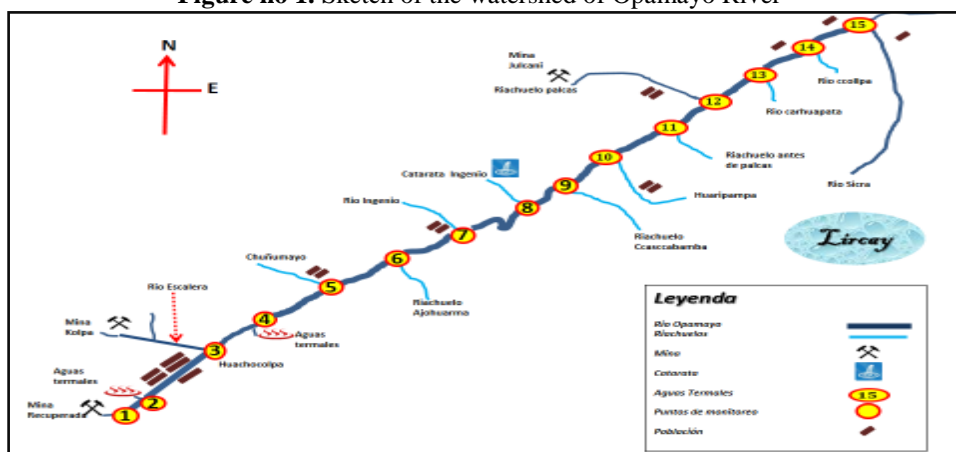 Figure no 1. Sketch of the watershed of Opamayo River
N
E
Mina
Julcani
Riachuelo palcas
15
14
13
12
11
10
9
8
7
6
5
4
3
2
1
Rio ccollpa
Rio carhuapata
Riachuelo antes
de palcas
Rio Sicra
Catarata Ingenio
Huaripampa
Rio Ingenio
Riachuelo
Ccasccabamba
Lircay
Chuñumayo
Riachuelo
Ajohuarma
Rio Escalera
Mina
Kolpa
Aguas
termales
Huachocolpa
Aguas
termales
Mina
Recuperada
Leyenda
Rio Opamayo
Riachuelos
Mina
Catarata
Aguas Termales
15
Puntos de monitoreo
Población